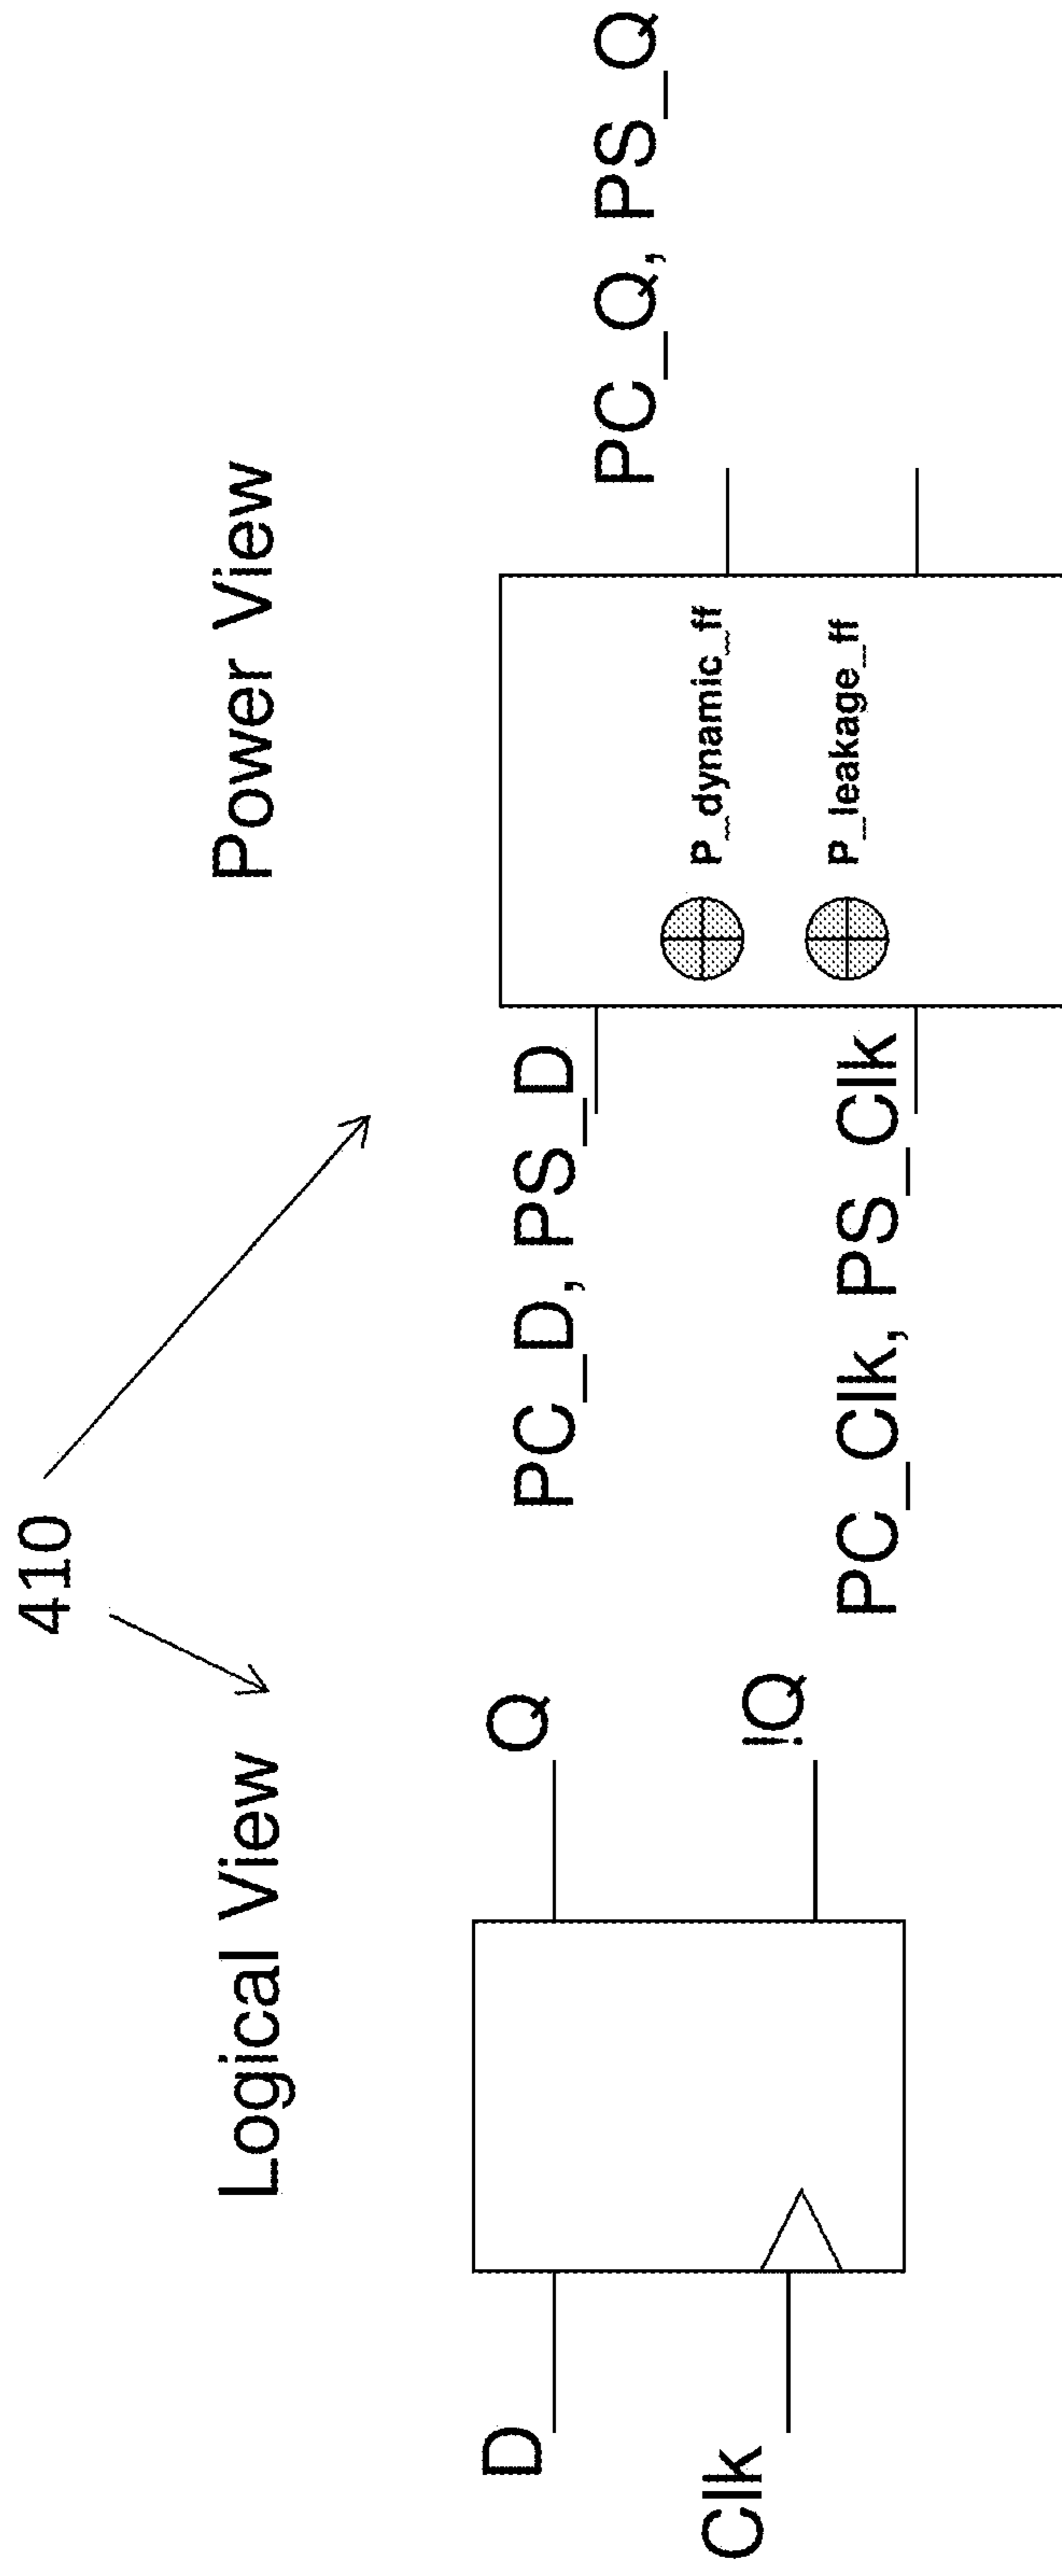 410
Logical View
D
Clk
Q
!Q
Power View
PC_D, PS_D
PC_Clk, PS_Clk
P_dynamic_ff
P_leakage_ff
PC_Q, PS_Q